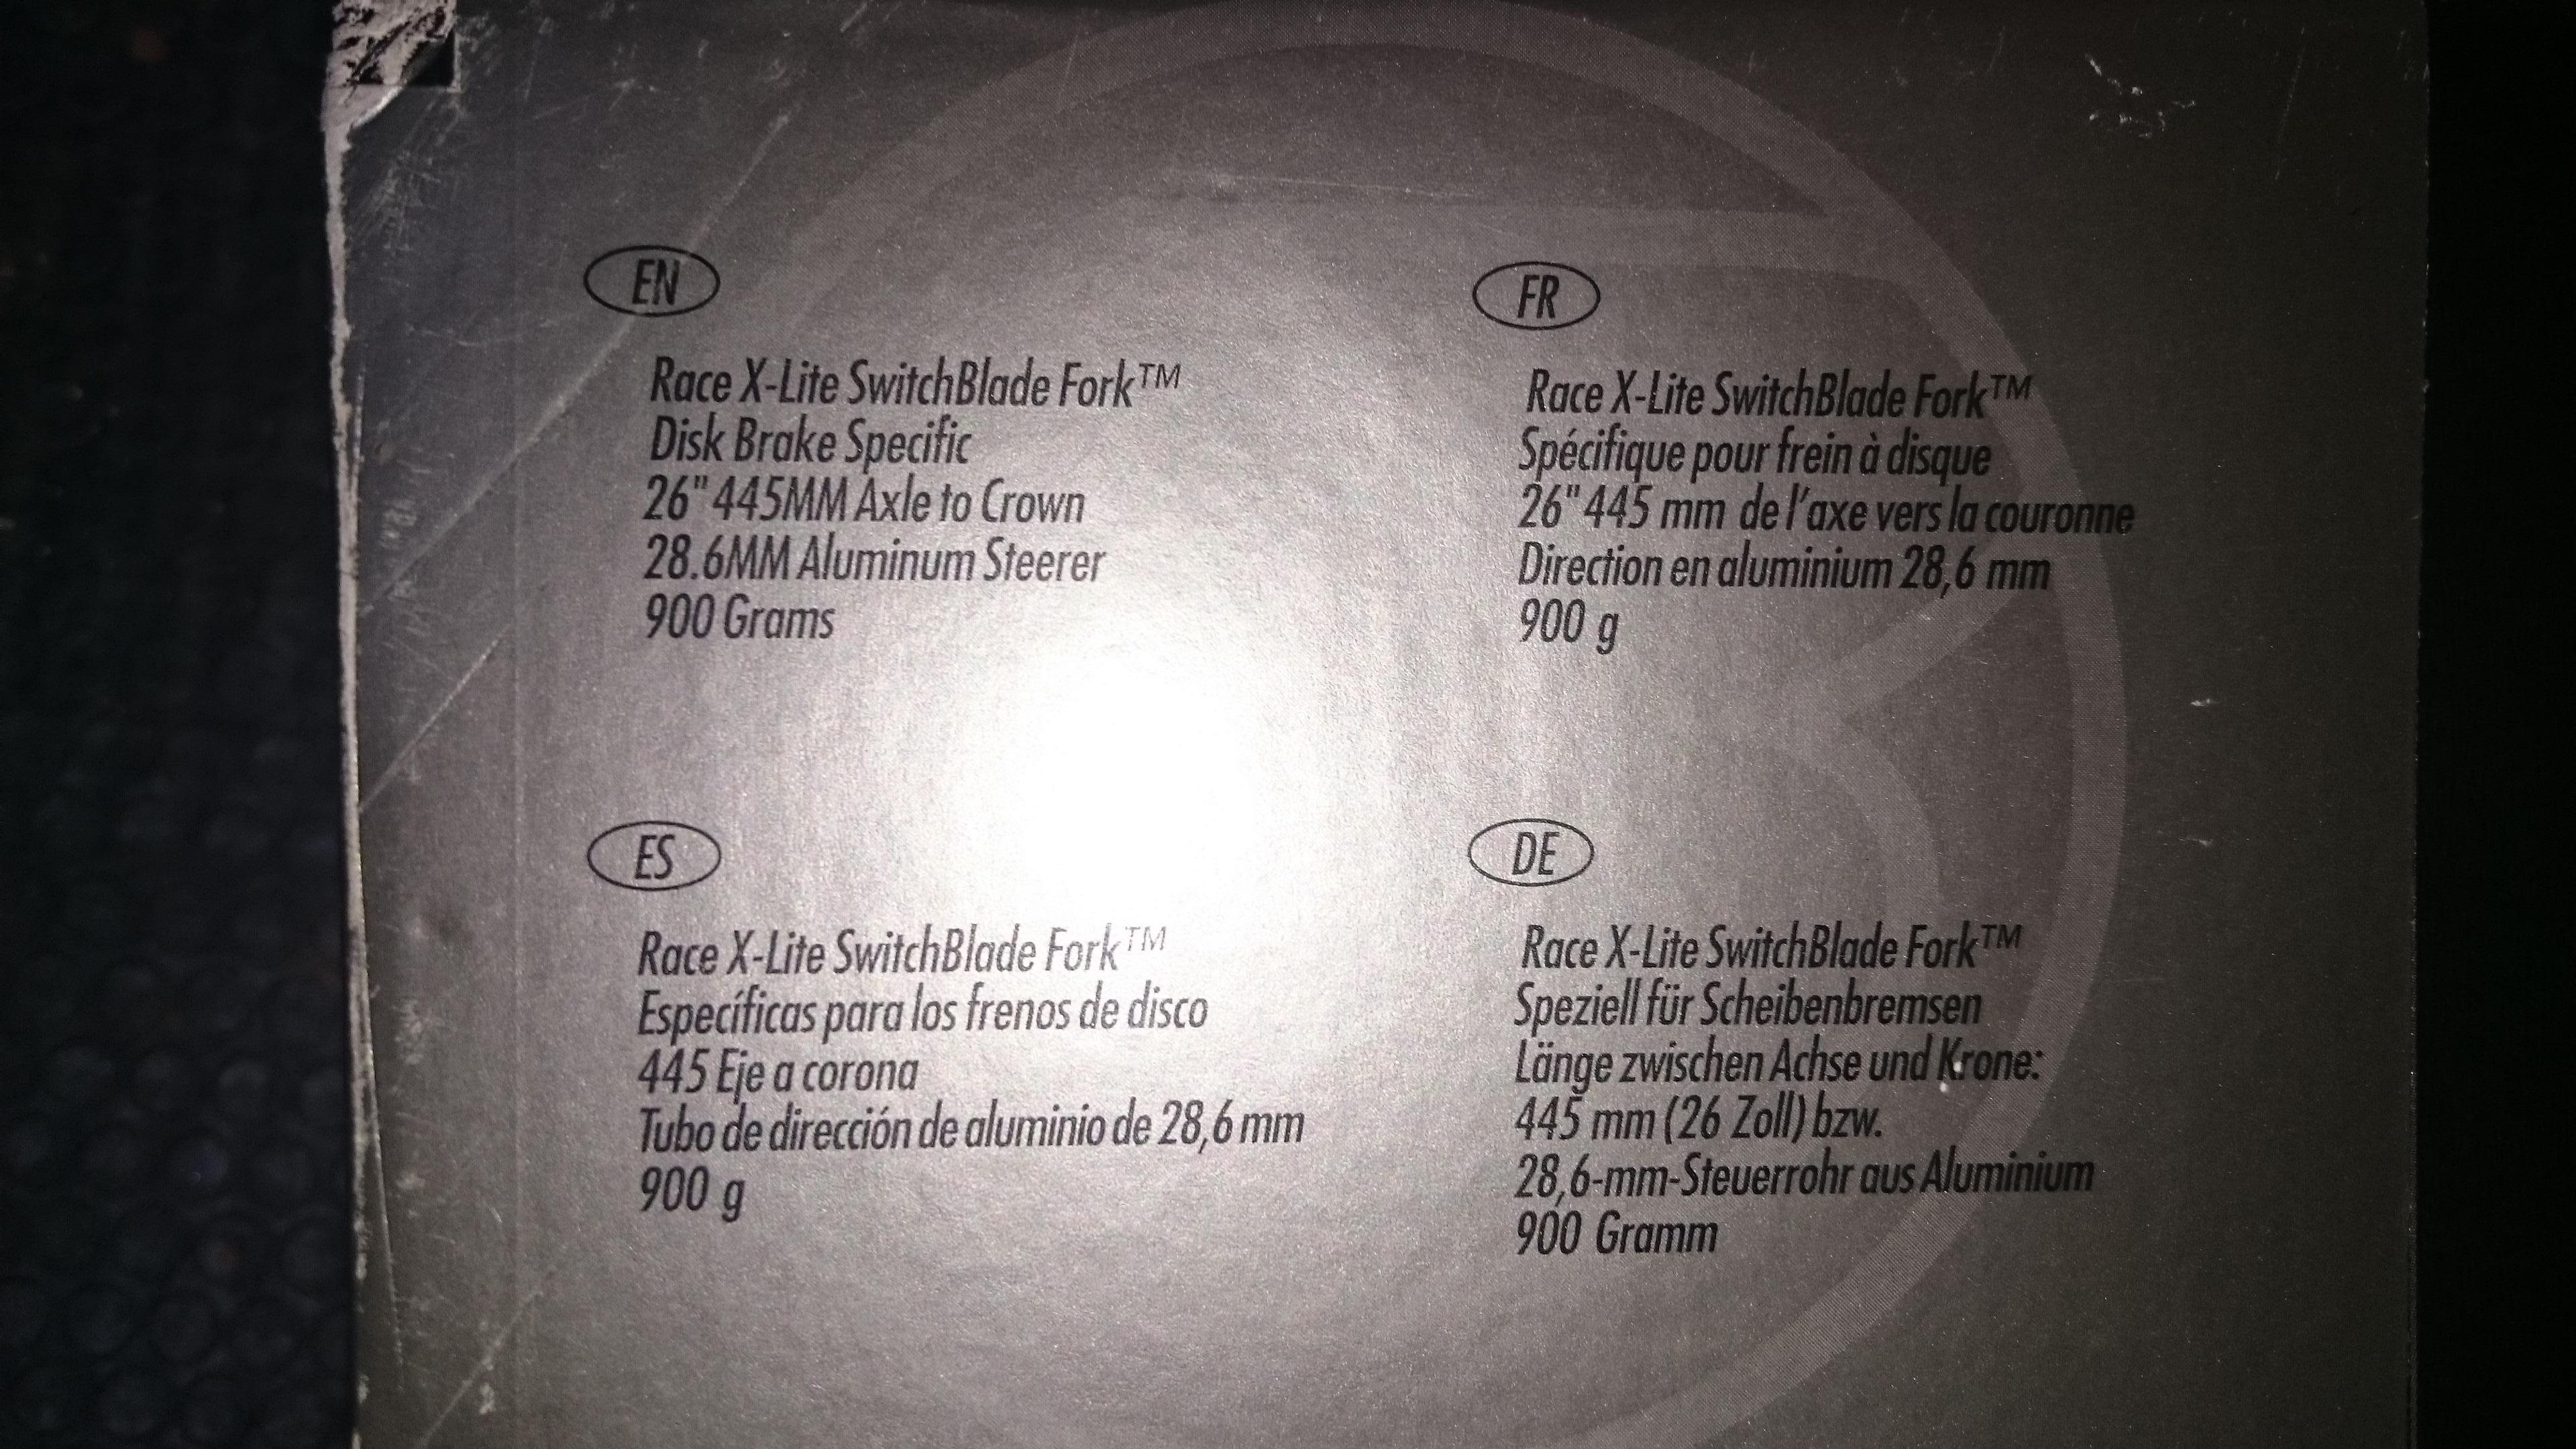 EN
Race X-Lite SwitchBlade Fork™
Disk Brake Specific
26" 445MM Axle to Crown
28.6MM Aluminum Steerer
900 Grams
FR
Race X-Lite SwitchBlade Fork™
Spécifique pour frein à disque
26" 445 mm de l'axe vers la couronne
Direction en aluminium 28,6 mm
900 g
ES
Race X-Lite SwitchBlade Fork™
Específicas para los frenos de disco
445 Eje a corona
Tubo de dirección de aluminio de 28,6 mm
900 g
DE
Race X-Lite SwitchBlade Fork™
Speziell für Scheibenbremsen
Länge zwischen Achse und Krone:
445 mm (26 Zoll) bzw.
28,6-mm-Steuerrohr aus Aluminium
900 Gramm